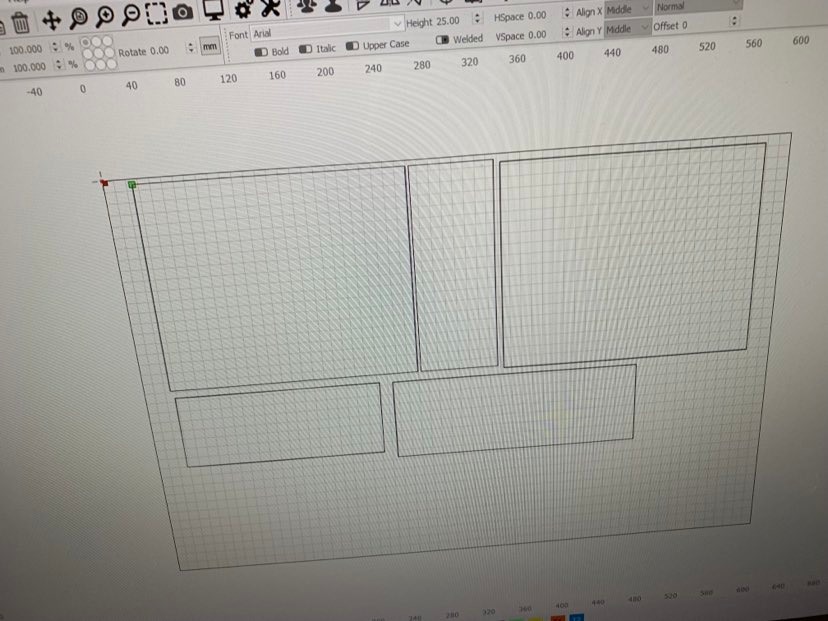 Font Arial
Height 25.00
HSpace 0.00
Align X Middle
Normal
100.000 %
Rotate 0.00
mm
Bold
Italic
Upper Case
Welded
VSpace 0.00
Align Y Middle
Offset 0
100.000 %
-40 0 40 80 120 160 200 240 280 320 360 400 440 480 520 560 600
240 280 320 360 400 440 480 520 560 600 640 680